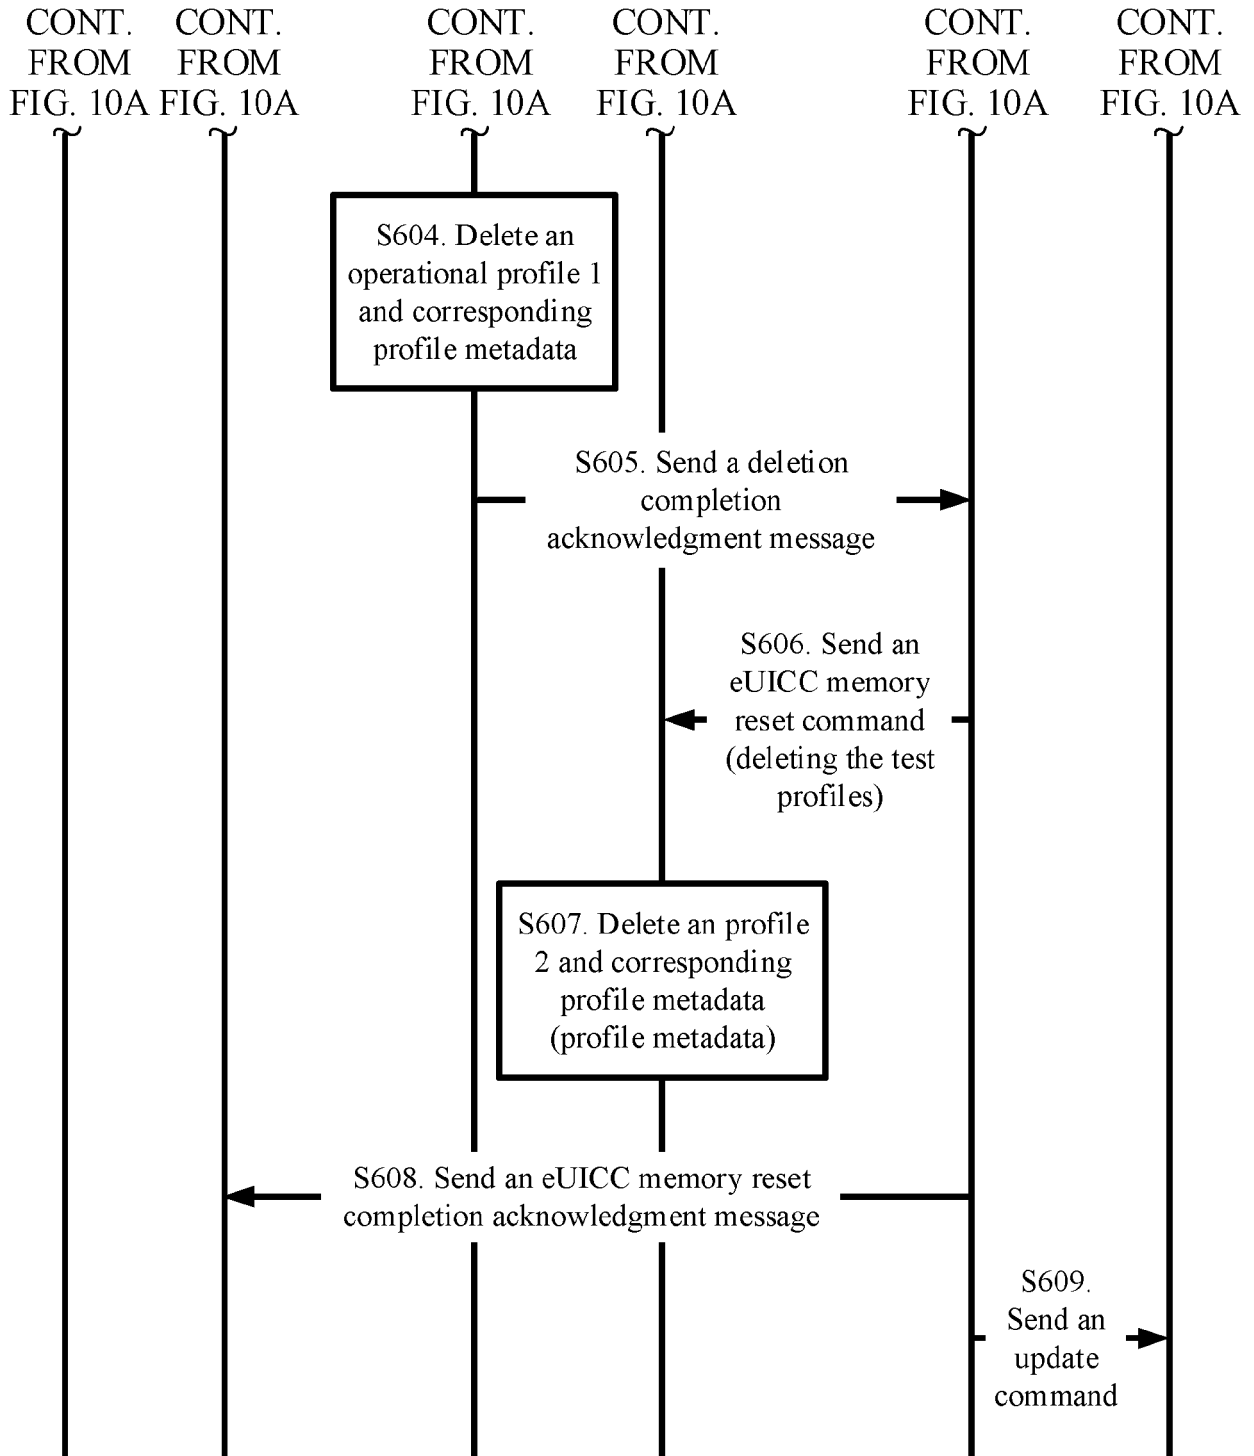 CONT.
FROM
FIG. 10A
CONT.
FROM
FIG. 10A
CONT.
FROM
FIG. 10A
CONT.
FROM
FIG. 10A
CONT.
FROM
FIG. 10A
CONT.
FROM
FIG. 10A
S604. Delete an
operational profile 1
and corresponding
profile metadata
S605. Send a deletion
completion
acknowledgment message
S606. Send an
eUICC memory
reset command
(deleting the test
profiles)
S607. Delete an profile
2 and corresponding
profile metadata
(profile metadata)
S608. Send an eUICC memory reset
completion acknowledgment message
S609.
Send an
update
command